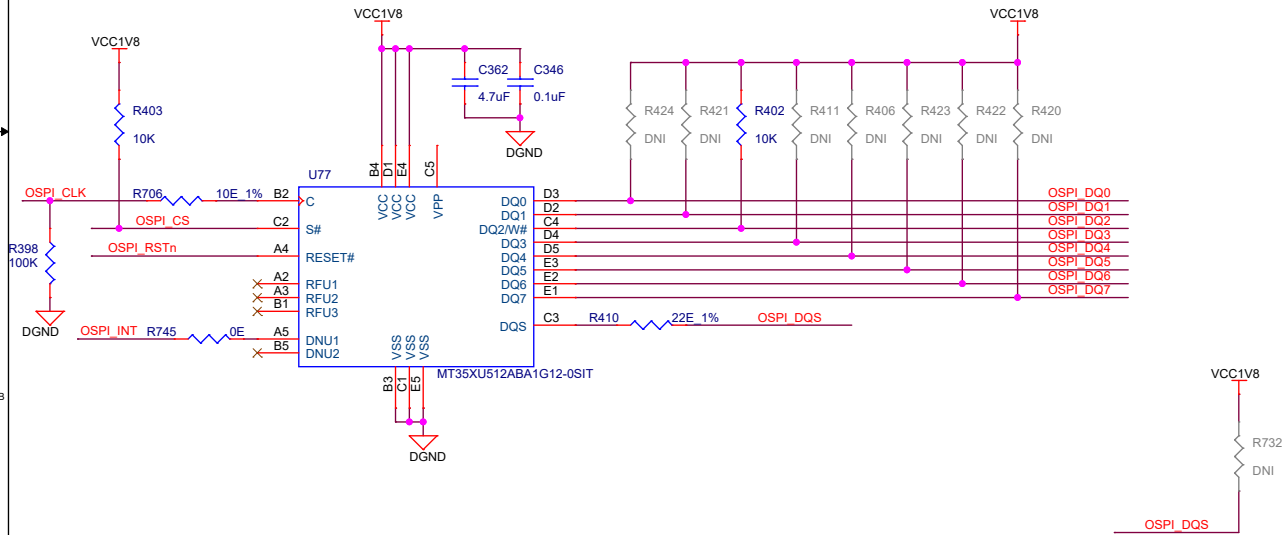 VCC1V8
VCC1V8
VCC1V8
R403
10K
C362
4.7uF
C346
0.1uF
DGND
R424
DNI
R421
DNI
R402
10K
R411
DNI
R406
DNI
R423
DNI
R422
DNI
R420
DNI
U77
B4
D1
E4
C5
VCC
VCC
VCC
VPP
OSPI_CLK
R706
10E_1%
B2
C
OSPI_CS
C2
S#
R398
100K
DGND
OSPI_RSTn
A4
RESET#
A2
RFU1
A3
RFU2
B1
RFU3
OSPI_INT
R745
0E
A5
DNU1
B5
DNU2
DQ0
D3
OSPI_DQ0
DQ1
D2
OSPI_DQ1
DQ2/W#
C4
OSPI_DQ2
DQ3
D4
OSPI_DQ3
DQ4
D5
OSPI_DQ4
DQ5
E3
OSPI_DQ5
DQ6
E2
OSPI_DQ6
DQ7
E1
OSPI_DQ7
DQS
C3
R410
22E_1%
OSPI_DQS
VSS
VSS
VSS
B3
C1
E5
MT35XU512ABA1G12-0SIT
DGND
B
VCC1V8
R732
DNI
OSPI_DQS